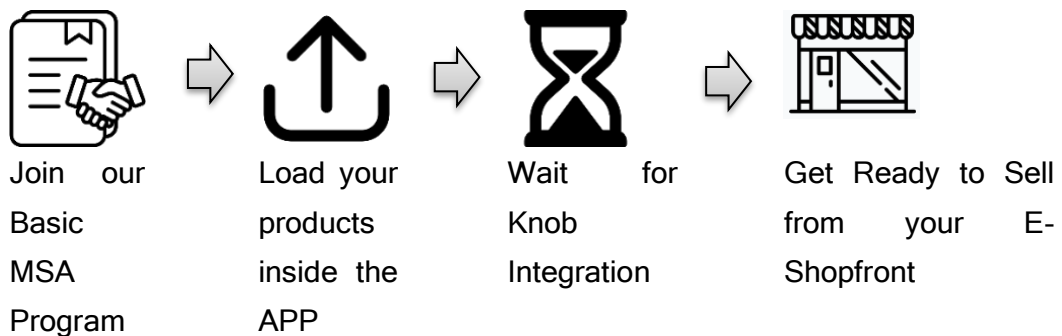 Join our
Basic
MSA
Program
Load your
products
inside the
APP
Wait for
Knob
Integration
Get Ready to Sell
from your E-
Shopfront